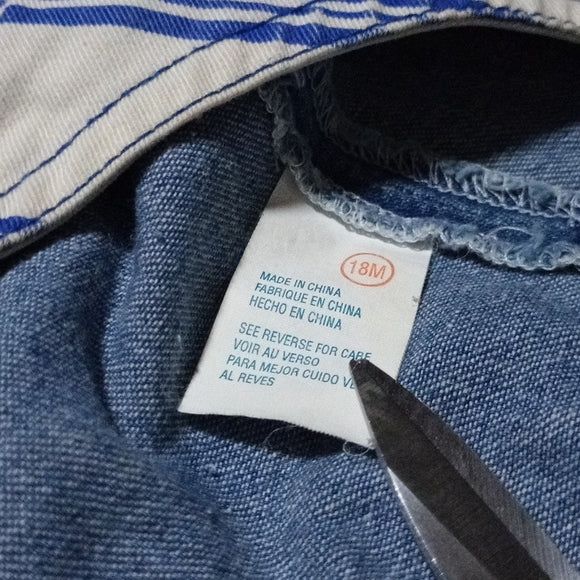 18M
MADE IN CHINA
FABRIQUE EN CHINA
HECHO EN CHINA
SEE REVERSE FOR CARE
VOIR AU VERSO
PARA MEJOR CUIDO
AL REVES